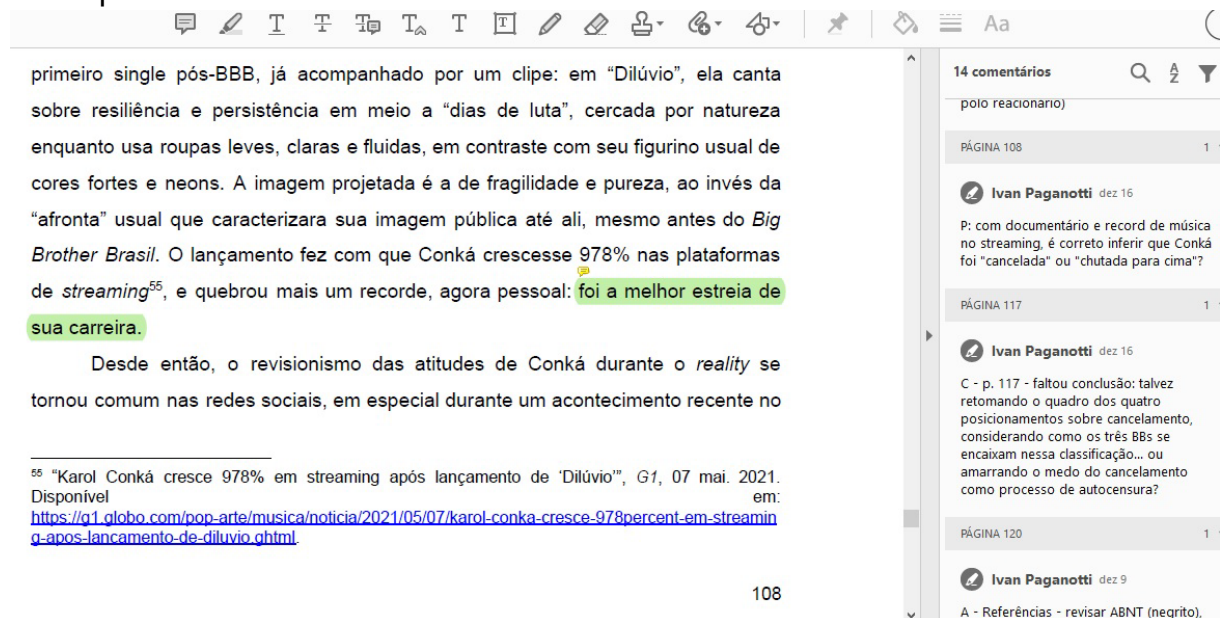 primeiro single pós-BBB, já acompanhado por um clipe: em “Dilúvio”, ela canta
sobre resiliência e persistência em meio a “dias de luta”, cercada por natureza
enquanto usa roupas leves, claras e fluidas, em contraste com seu figurino usual de
cores fortes e neons. A imagem projetada é a de fragilidade e pureza, ao invés da
“afronta” usual que caracterizara sua imagem pública até ali, mesmo antes do Big
Brother Brasil. O lançamento fez com que Conká crescesse 978% nas plataformas
de streaming⁵⁵, e quebrou mais um recorde, agora pessoal: foi a melhor estreia de
sua carreira.
Desde então, o revisionismo das atitudes de Conká durante o reality se
tornou comum nas redes sociais, em especial durante um acontecimento recente no
⁵⁵ “Karol Conká cresce 978% em streaming após lançamento de ‘Dilúvio’”, G1, 07 mai. 2021.
Disponível em:
https://g1.globo.com/pop-arte/musica/noticia/2021/05/07/karol-conka-cresce-978percent-em-streamin
g-apos-lancamento-de-diluvio.ghtml.
108
Aa
14 comentários
polo reacionário)
PÁGINA 108 1
Ivan Paganotti dez 16
P: com documentário e record de música
no streaming, é correto inferir que Conká
foi "cancelada" ou "chutada para cima"?
PÁGINA 117 1
Ivan Paganotti dez 16
C - p. 117 - faltou conclusão: talvez
retomando o quadro dos quatro
posicionamentos sobre cancelamento,
considerando como os três BBs se
encaixam nessa classificação... ou
amarrando o medo do cancelamento
como processo de autocensura?
PÁGINA 120 1
Ivan Paganotti dez 9
A - Referências - revisar ABNT (negrito),